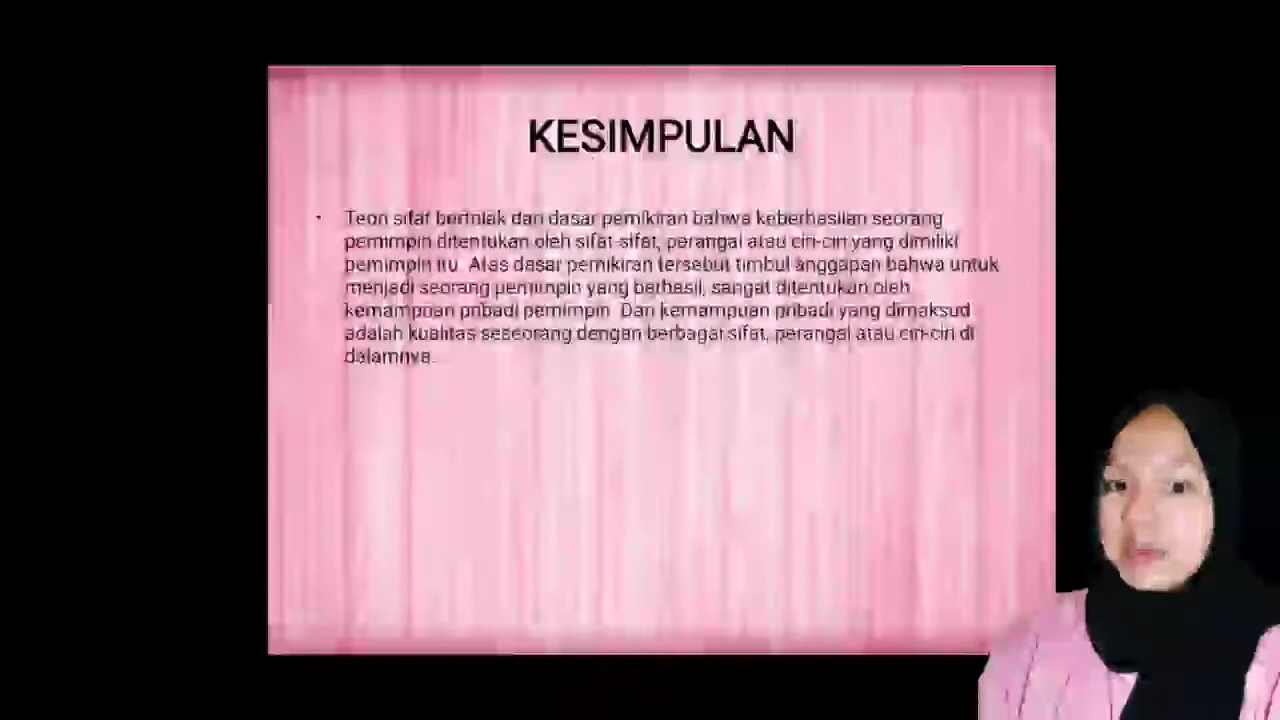 KESIMPULAN
• Teori sifat bertolak dari dasar pemikiran bahwa keberhasilan seorang
pemimpin ditentukan oleh sifat-sifat, perangai atau ciri-ciri yang dimiliki
pemimpin itu. Atas dasar pemikiran tersebut timbul anggapan bahwa untuk
menjadi seorang pemimpin yang berhasil, sangat ditentukan oleh
kemampuan pribadi pemimpin. Dan kemampuan pribadi yang dimaksud
adalah kualitas seseorang dengan berbagai sifat, perangai atau ciri-ciri di
dalamnya.